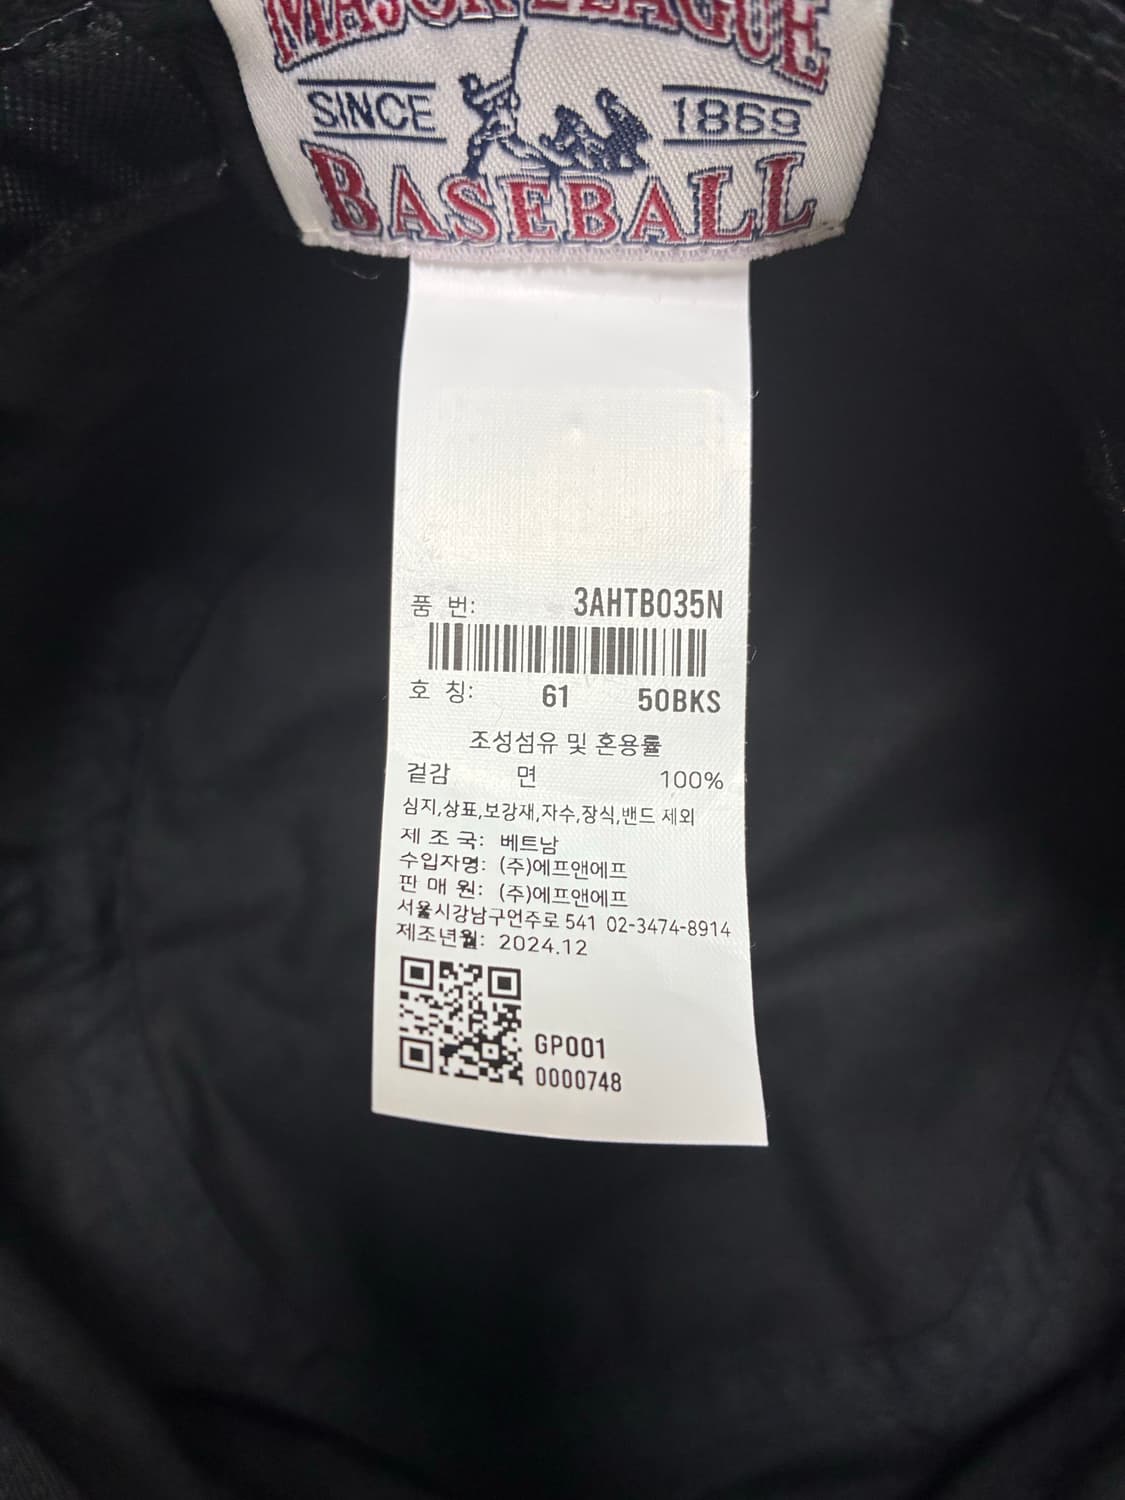 MAJOR LEAGUE
SINCE 1869
BASEBALL
품 번: 3AHTB035N
호 칭: 61 50BKS
조성섬유 및 혼용률
겉감 면 100%
심지,상표,보강재,자수,장식,밴드 제외
제 조 국: 베트남
수입자명: (주)에프앤에프
판 매 원: (주)에프앤에프
서울시강남구언주로 541 02-3474-8914
제조년월: 2024.12
GP001
0000748